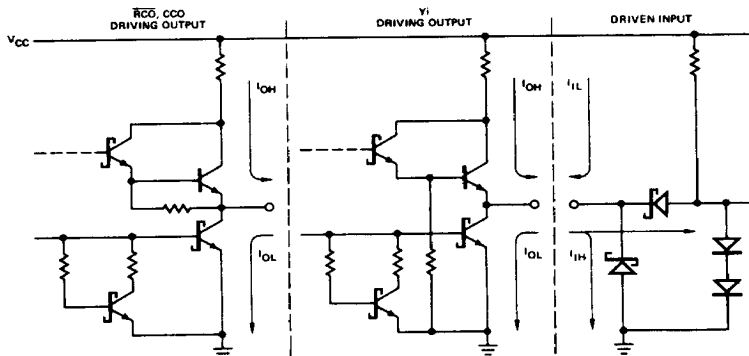 RCO, CCO
DRIVING OUTPUT
Yi
DRIVING OUTPUT
DRIVEN INPUT
VCC
IOH
IOH
IIL
IOL
IOL
IIH